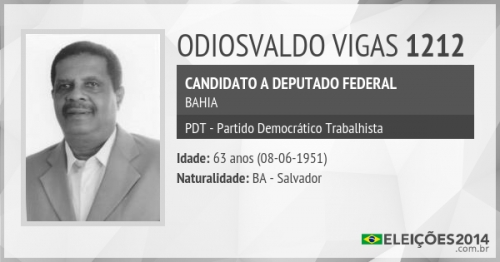 ODIOSVALDO VIGAS 1212
CANDIDATO A DEPUTADO FEDERAL
BAHIA
PDT - Partido Democrático Trabalhista
Idade: 63 anos (08-06-1951)
Naturalidade: BA - Salvador
ELEIÇÕES2014
.com.br